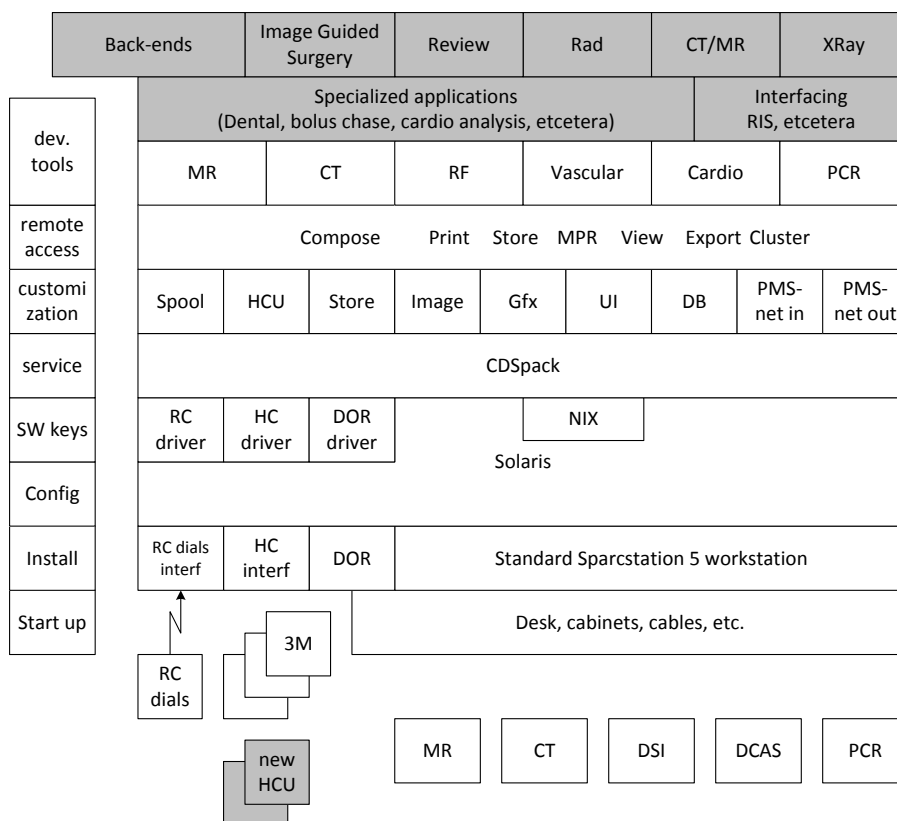 Back-ends
Image Guided
Surgery
Review
Rad
CT/MR
XRay
Specialized applications
(Dental, bolus chase, cardio analysis, etcetera)
Interfacing
RIS, etcetera
dev.
tools
MR
CT
RF
Vascular
Cardio
PCR
remote
access
Compose Print Store MPR View Export Cluster
customi
zation
Spool
HCU
Store
Image
Gfx
UI
DB
PMS-
net in
PMS-
net out
service
CDSpack
SW keys
RC
driver
HC
driver
DOR
driver
NIX
Solaris
Config
Install
RC dials
interf
HC
interf
DOR
Standard Sparcstation 5 workstation
Start up
Desk, cabinets, cables, etc.
3M
RC
dials
new
HCU
MR
CT
DSI
DCAS
PCR